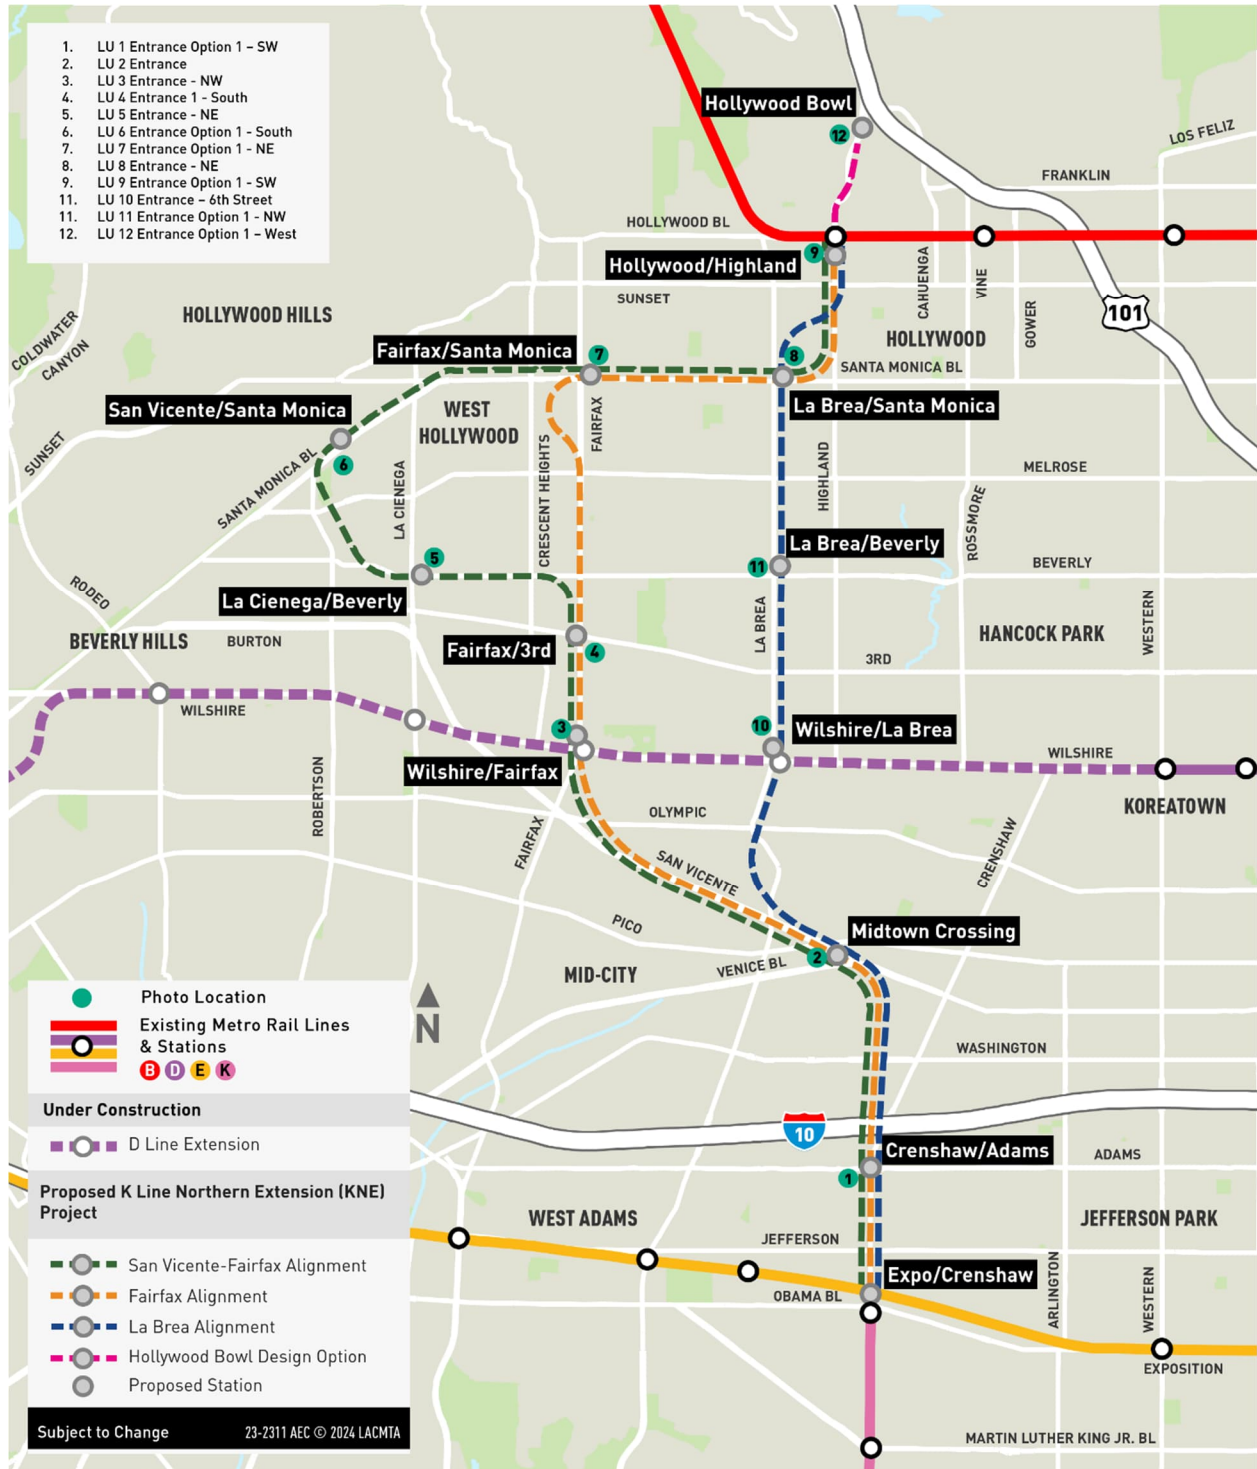 1. LU 1 Entrance Option 1 – SW
2. LU 2 Entrance
3. LU 3 Entrance - NW
4. LU 4 Entrance 1 - South
5. LU 5 Entrance - NE
6. LU 6 Entrance Option 1 - South
7. LU 7 Entrance Option 1 - NE
8. LU 8 Entrance - NE
9. LU 9 Entrance Option 1 - SW
11. LU 10 Entrance – 6th Street
11. LU 11 Entrance Option 1 - NW
12. LU 12 Entrance Option 1 – West
Hollywood Bowl
12
LOS FELIZ
FRANKLIN
HOLLYWOOD BL
9
Hollywood/Highland
CAHUENGA
VINE
GOWER
101
SUNSET
HOLLYWOOD HILLS
HOLLYWOOD
COLDWATER
CANYON
Fairfax/Santa Monica
7
8
SANTA MONICA BL
San Vicente/Santa Monica
WEST
HOLLYWOOD
La Brea/Santa Monica
FAIRFAX
SUNSET
SANTA MONICA BL
6
LA CIENEGA
CRESCENT HEIGHTS
HIGHLAND
MELROSE
ROSSMORE
La Brea/Beverly
5
11
BEVERLY
RODEO
La Cienega/Beverly
LA BREA
WESTERN
BEVERLY HILLS
BURTON
Fairfax/3rd
4
HANCOCK PARK
3RD
WILSHIRE
3
10
Wilshire/La Brea
WILSHIRE
Wilshire/Fairfax
ROBERTSON
KOREATOWN
OLYMPIC
FAIRFAX
SAN VICENTE
CRENSHAW
PICO
Midtown Crossing
2
VENICE BL
MID-CITY
Photo Location
N
Existing Metro Rail Lines
& Stations
B D E K
WASHINGTON
Under Construction
D Line Extension
10
Crenshaw/Adams
ADAMS
1
Proposed K Line Northern Extension (KNE)
Project
WEST ADAMS
JEFFERSON PARK
JEFFERSON
San Vicente-Fairfax Alignment
Expo/Crenshaw
Fairfax Alignment
OBAMA BL
ARLINGTON
WESTERN
La Brea Alignment
Hollywood Bowl Design Option
EXPOSITION
Proposed Station
Subject to Change
23-2311 AEC © 2024 LACMTA
MARTIN LUTHER KING JR. BL